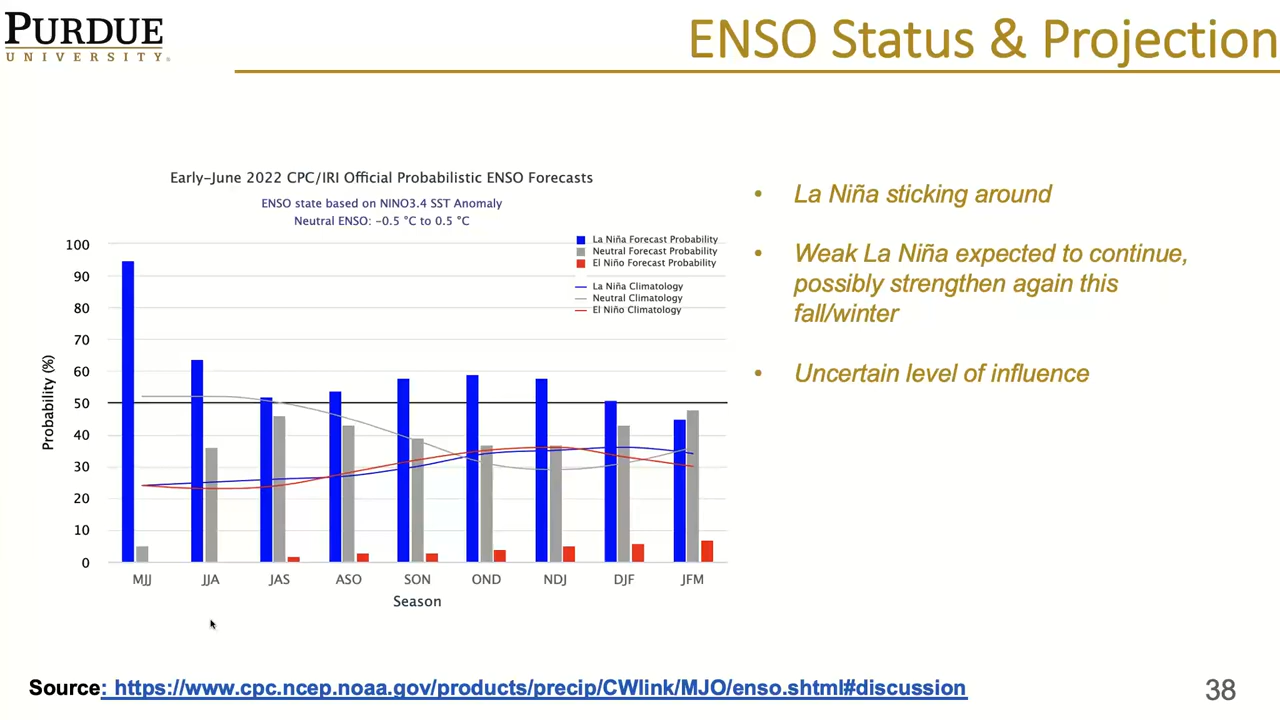 PURDUE
UNIVERSITY®
ENSO Status & Projection
Early-June 2022 CPC/IRI Official Probabilistic ENSO Forecasts
ENSO state based on NINO3.4 SST Anomaly
Neutral ENSO: -0.5 °C to 0.5 °C
La Niña Forecast Probability
Neutral Forecast Probability
El Niño Forecast Probability
La Niña Climatology
Neutral Climatology
El Niño Climatology
Probability (%)
100
90
80
70
60
50
40
30
20
10
0
MJJ JJA JAS ASO SON OND NDJ DJF JFM
Season
• La Niña sticking around
• Weak La Niña expected to continue,
possibly strengthen again this
fall/winter
• Uncertain level of influence
Source: https://www.cpc.ncep.noaa.gov/products/precip/CWlink/MJO/enso.shtml#discussion
38